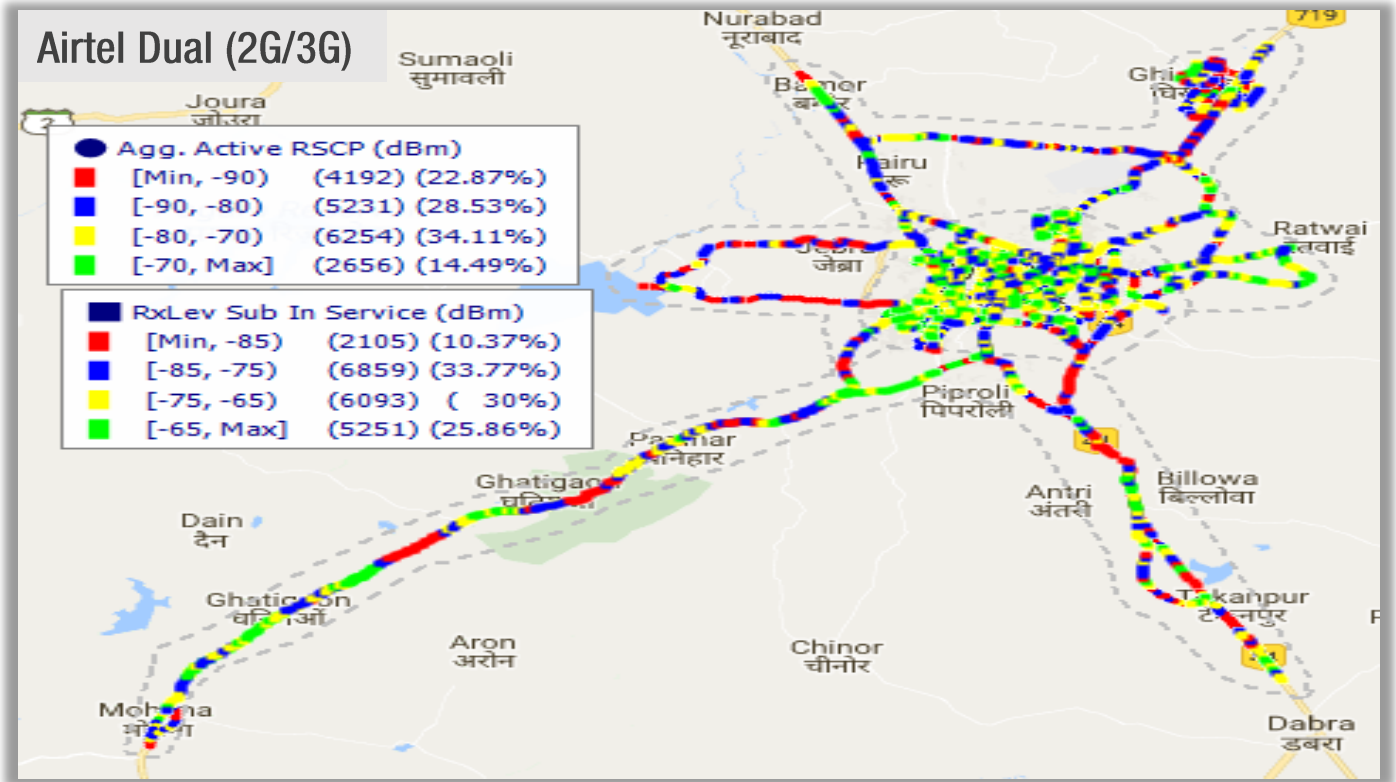 Airtel Dual (2G/3G)
Nurabad
नूराबाद
719
Sumaoli
सुमावली
Joura
जोउरा
2
Agg. Active RSCP (dBm)
[Min, -90) (4192) (22.87%)
[-90, -80) (5231) (28.53%)
[-80, -70) (6254) (34.11%)
[-70, Max] (2656) (14.49%)
RxLev Sub In Service (dBm)
[Min, -85) (2105) (10.37%)
[-85, -75) (6859) (33.77%)
[-75, -65) (6093) ( 30%)
[-65, Max] (5251) (25.86%)
Ratwai
जेब्रा
Piproli
पिपरोली
Billowa
बिल्लोवा
Antri
अंतरी
Dain
दैन
Aron
अरोन
Chinor
चीनोर
Dabra
डबरा